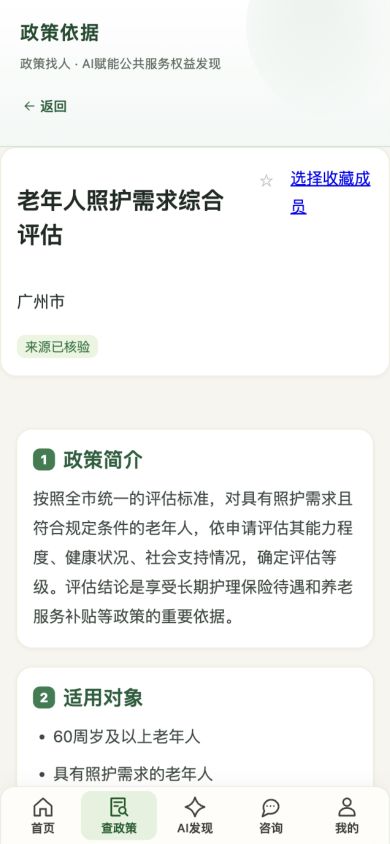 政策依据
政策找人 · AI赋能公共服务权益发现
← 返回
老年人照护需求综合
评估
☆
选择收藏成
员
广州市
来源已核验
1 政策简介
按照全市统一的评估标准，对具有照护需求且
符合规定条件的老年人，依申请评估其能力程
度、健康状况、社会支持情况，确定评估等
级。评估结论是享受长期护理保险待遇和养老
服务补贴等政策的重要依据。
2 适用对象
• 60周岁及以上老年人
• 具有照护需求的老年人
首页 查政策 AI发现 咨询 我的